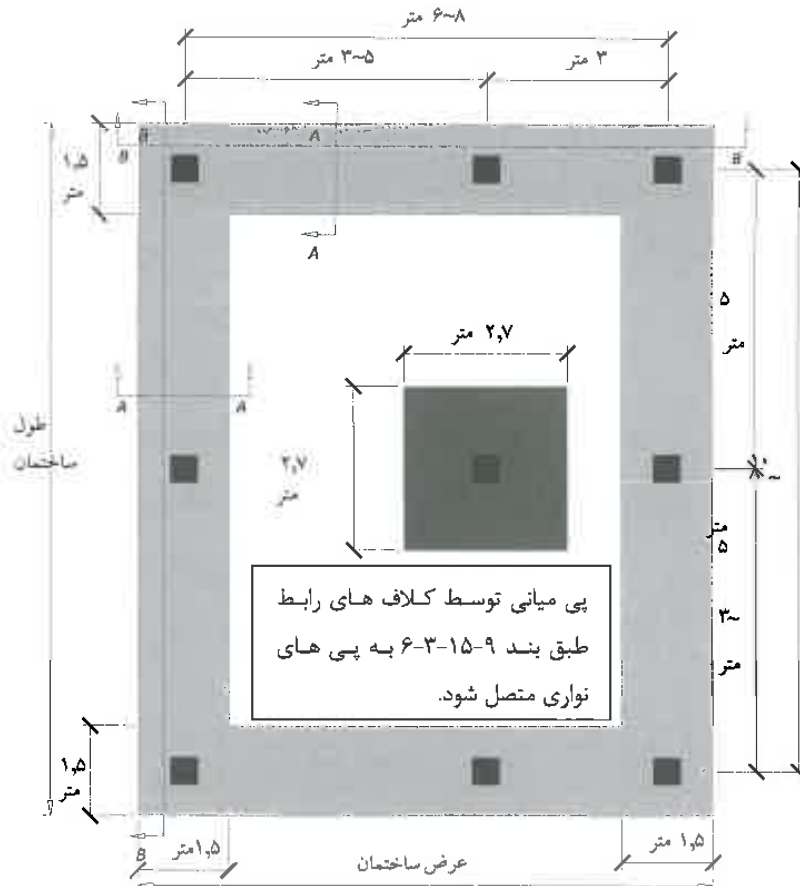 ۶~۸ متر
۳~۵ متر
۳ متر
A
B
B
B
۱,۵
متر
A
۵
متر
۲,۷ متر
A
A
طول
ساختمان
۲,۷
متر
متر
۵
۳~
متر
پی میانی توسط کلاف های رابط
طبق بند ۹-۱۵-۳-۶ به پی های
نواری متصل شود.
۱,۵
متر
B
۱,۵متر
عرض ساختمان
۱,۵ متر